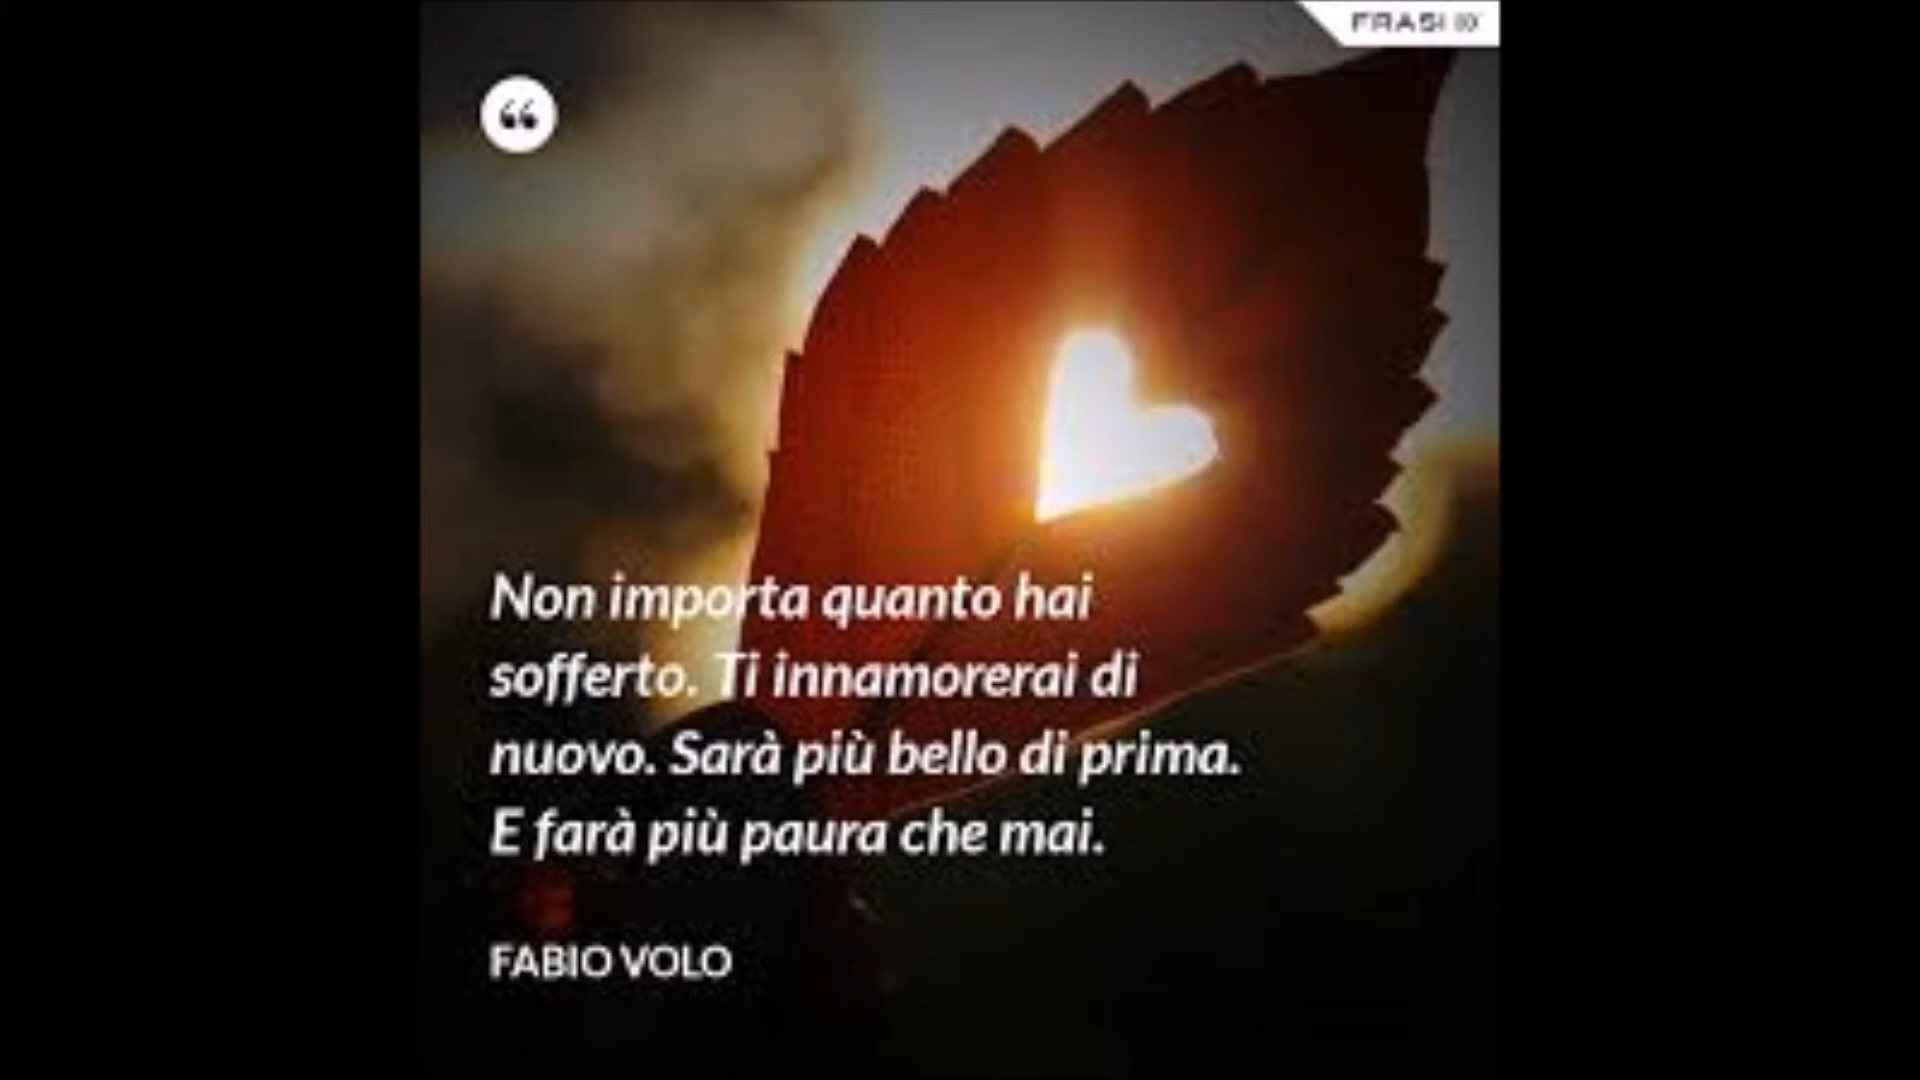 FRASI
“
Non importa quanto hai
sofferto. Ti innamorerai di
nuovo. Sarà più bello di prima.
E farà più paura che mai.
FABIO VOLO